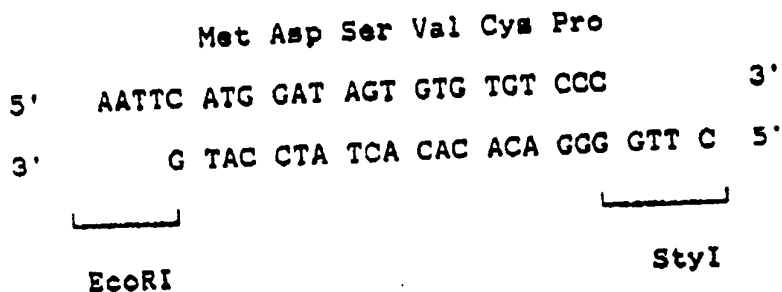 Met Asp Ser Val Cys Pro
5' AATTC ATG GAT AGT GTG TGT CCC 3'
3' G TAC CTA TCA CAC ACA GGG GTT C 5'
EcoRI StyI